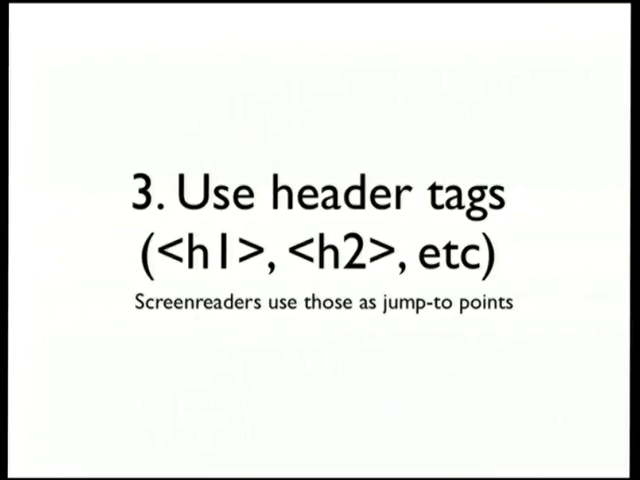 3. Use header tags
(<h1>, <h2>, etc)
Screenreaders use those as jump-to points